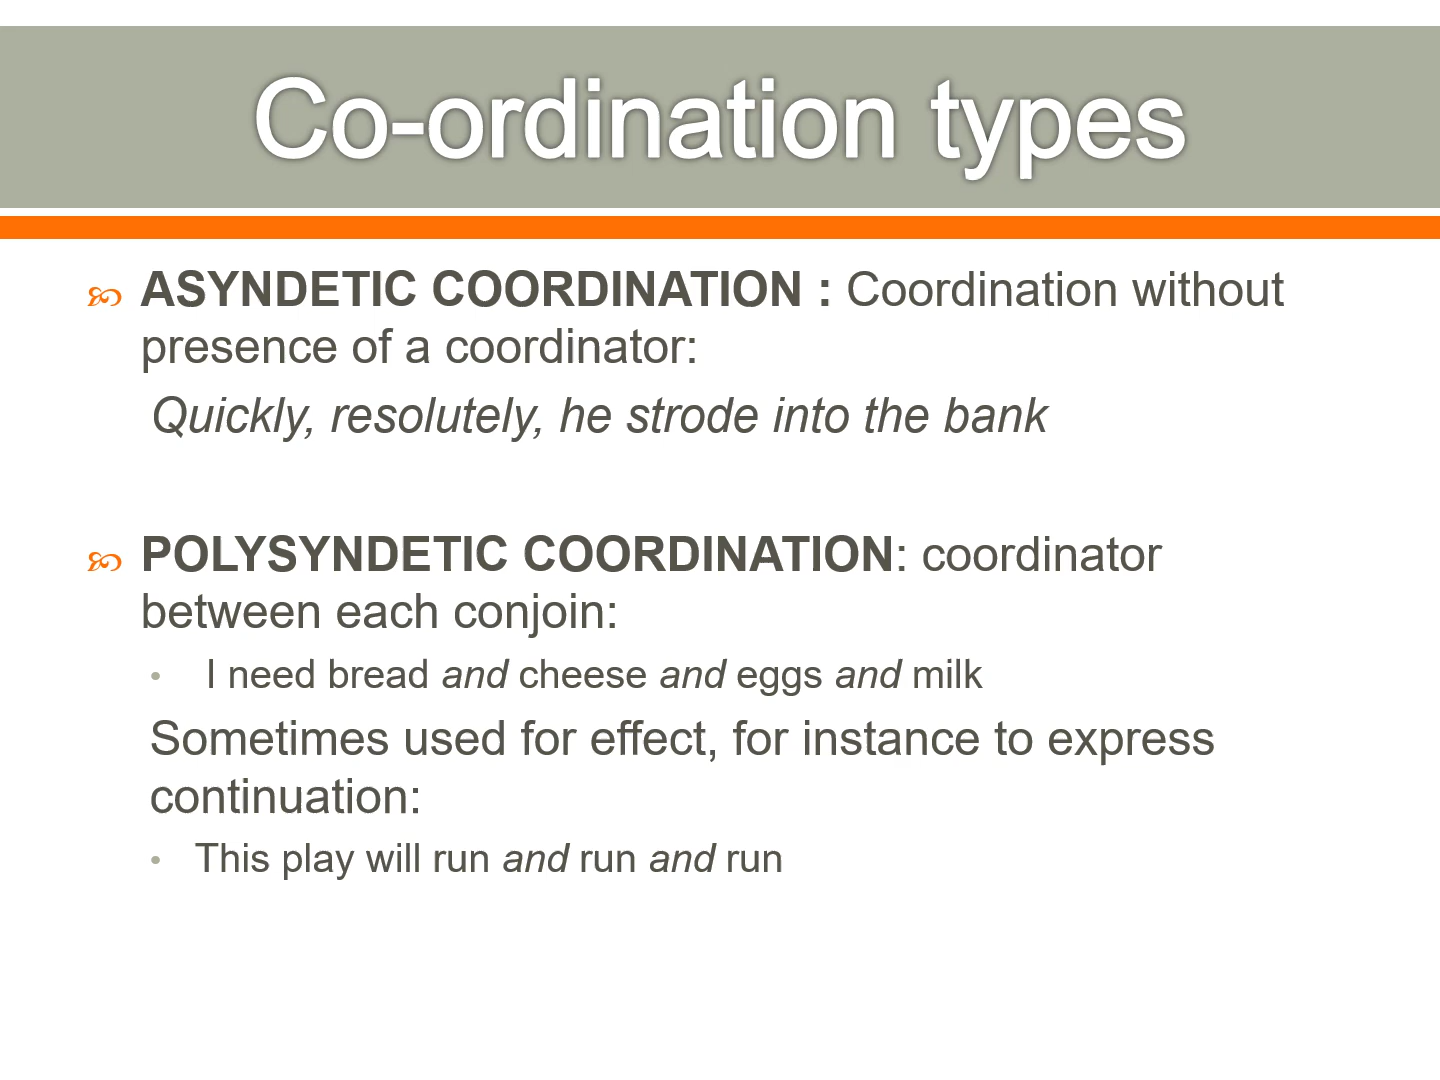 Co-ordination types
ASYNDETIC COORDINATION : Coordination without
presence of a coordinator:
Quickly, resolutely, he strode into the bank
POLYSYNDETIC COORDINATION: coordinator
between each conjoin:
• I need bread and cheese and eggs and milk
Sometimes used for effect, for instance to express
continuation:
• This play will run and run and run